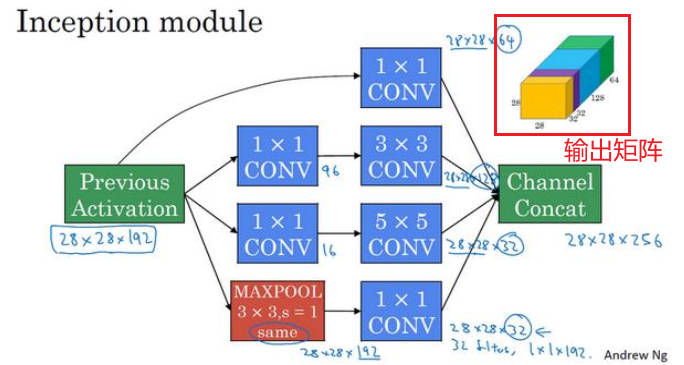 Inception module
28×28×64
1 × 1
CONV
64
128
32
32
28
28
输出矩阵
1 × 1
CONV
96
3 × 3
CONV
28×28×128
Previous
Activation
28×28×192
Channel
Concat
28×28×256
1 × 1
CONV
16
5 × 5
CONV
28×28×32
MAXPOOL
3 × 3,s = 1
same
28×28×192
1 × 1
CONV
28×28×32
32 filters, 1×1×192.
Andrew Ng